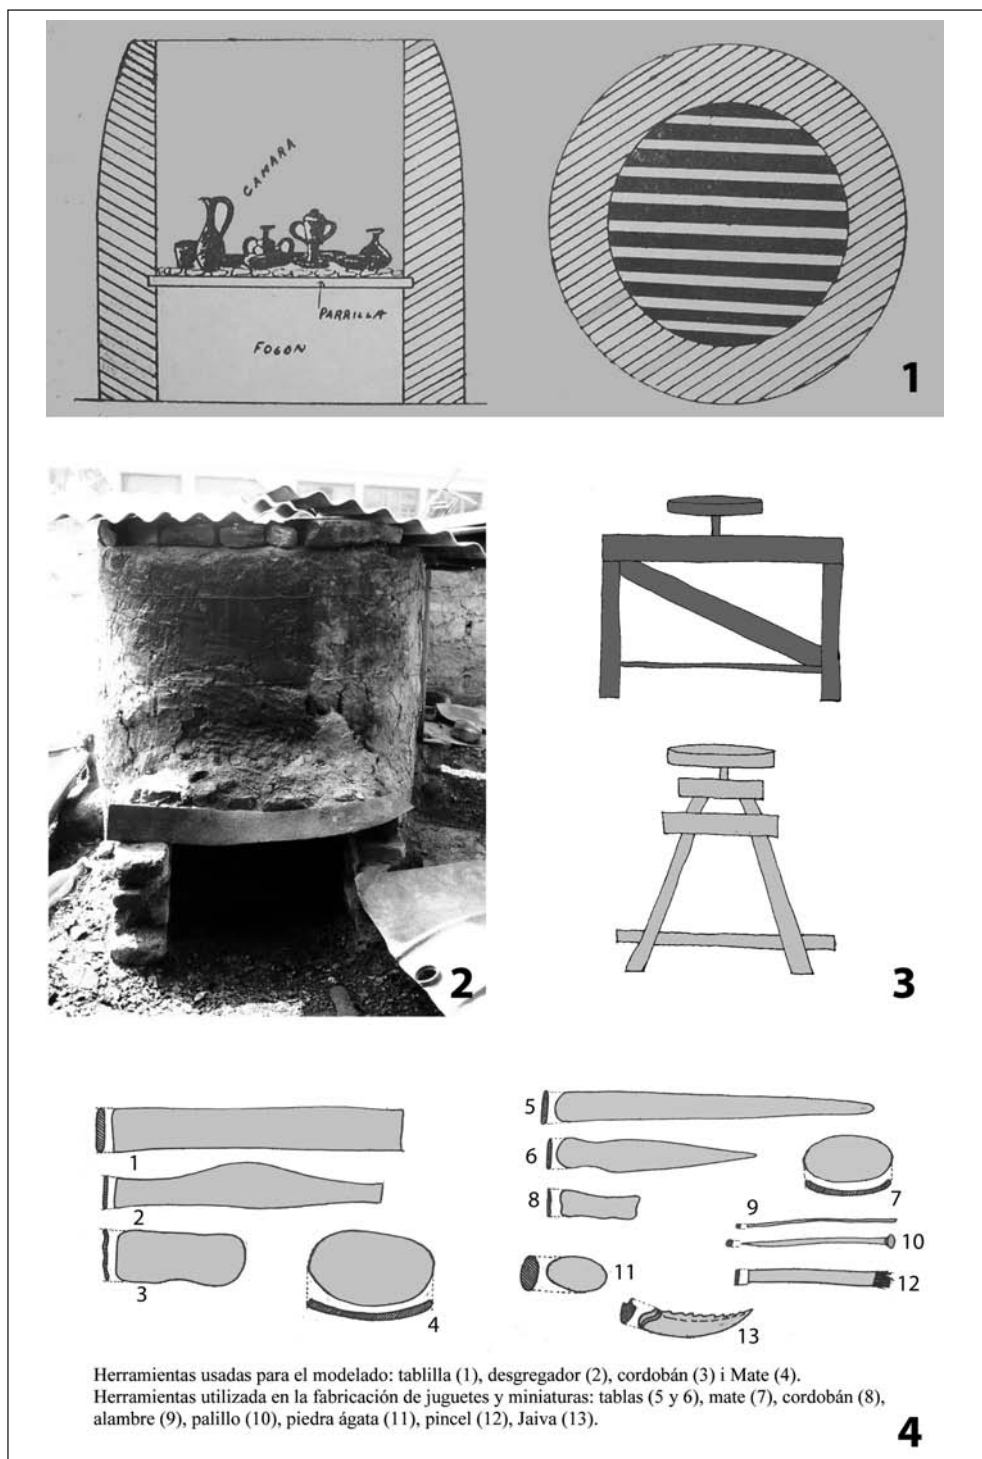 CAMARA
PARRILLA
FOGON
1
2
3
1
2
3
4
5
6
7
8
9
10
11
12
13
Herramientas usadas para el modelado: tablilla (1), desgregador (2), cordobán (3) i Mate (4).
Herramientas utilizada en la fabricación de juguetes y miniaturas: tablas (5 y 6), mate (7), cordobán (8),
alambre (9), palillo (10), piedra ágata (11), pincel (12), Jaiva (13).
4